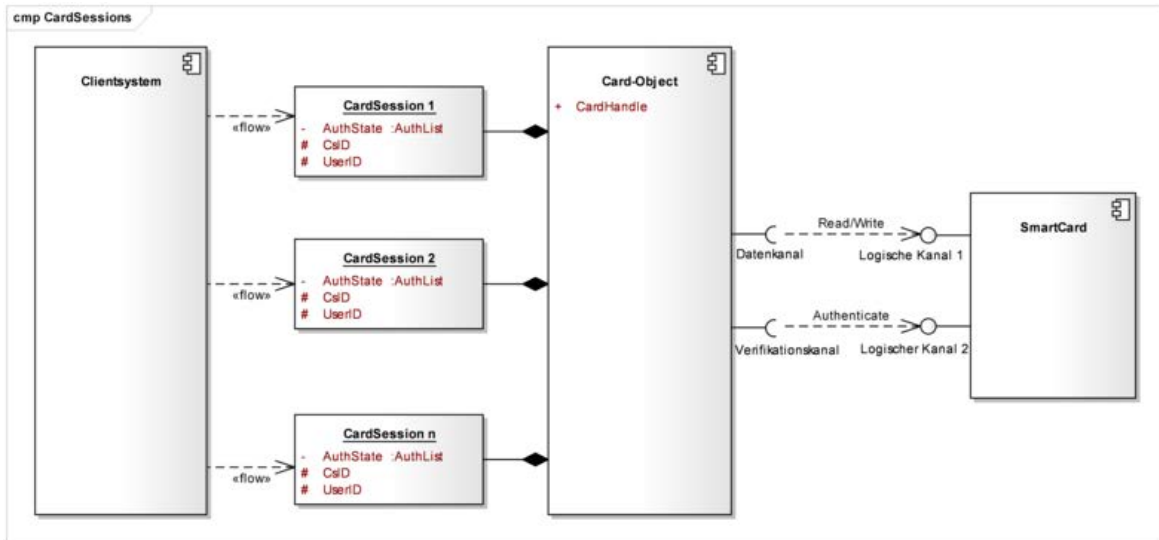 cmp CardSessions
Clientsystem
«flow»
CardSession 1
- AuthState :AuthList
# CsID
# UserID
«flow»
CardSession 2
- AuthState :AuthList
# CsID
# UserID
«flow»
CardSession n
- AuthState :AuthList
# CsID
# UserID
Card-Object
+ CardHandle
Read/Write
Datenkanal
Logische Kanal 1
Authenticate
Verifikationskanal
Logischer Kanal 2
SmartCard